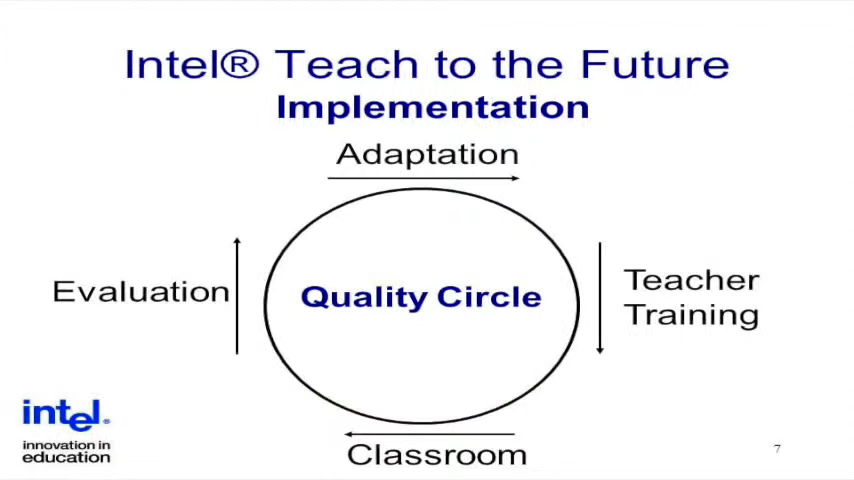 Intel® Teach to the Future
Implementation
Adaptation
Evaluation
Quality Circle
Teacher
Training
intel®
innovation in
education
Classroom
7